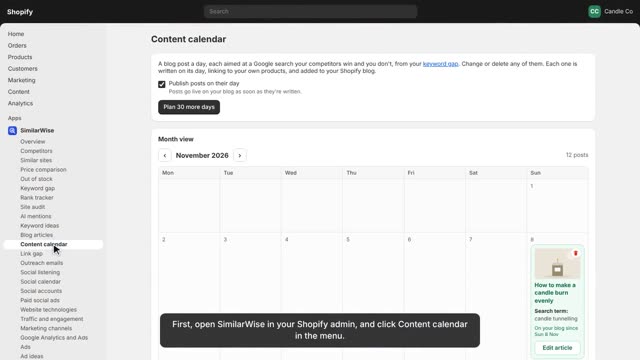 Shopify
Search
CC
Candle Co
Home
Orders
Products
Customers
Marketing
Content
Analytics
Apps
SimilarWise
Overview
Competitors
Similar sites
Price comparison
Out of stock
Keyword gap
Rank tracker
Site audit
AI mentions
Keyword ideas
Blog articles
Content calendar
Link gap
Outreach emails
Social listening
Social calendar
Social accounts
Paid social ads
Website technologies
Traffic and engagement
Marketing channels
Google Analytics and Ads
Ads
Ad ideas
Content calendar
A blog post a day, each aimed at a Google search your competitors win and you don't, from your keyword gap. Change or delete any of them. Each one is
written on its day, linking to your own products, and added to your Shopify blog.
Publish posts on their day
Posts go live on your blog as soon as they're written.
Plan 30 more days
Month view
November 2026
12 posts
Mon
Tue
Wed
Thu
Fri
Sat
Sun
1
2
3
4
5
6
7
8
How to make a
candle burn
evenly
Search term:
candle tunnelling
On your blog since
Sun 8 Nov
Edit article
First, open SimilarWise in your Shopify admin, and click Content calendar
in the menu.